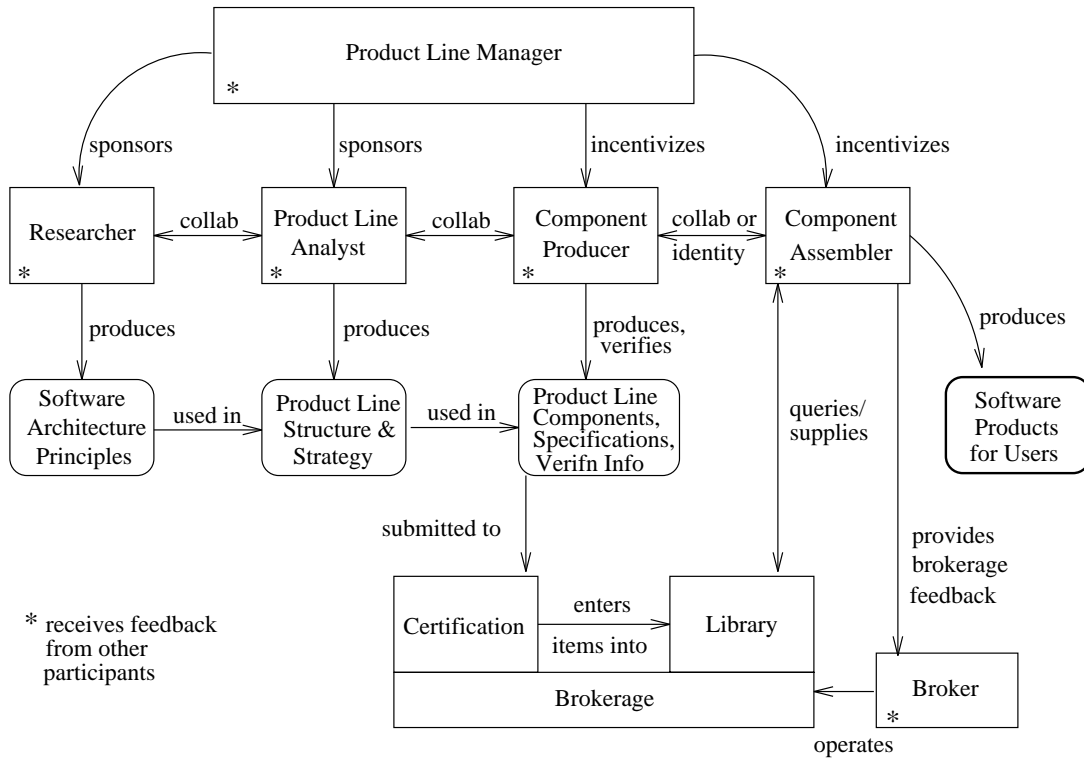 Product Line Manager
*
sponsors
sponsors
incentivizes
incentivizes
Researcher
*
collab
Product Line
Analyst
*
collab
Component
Producer
*
collab or
identity
Component
Assembler
*
produces
produces
produces,
verifies
produces
Software
Architecture
Principles
used in
Product Line
Structure &
Strategy
used in
Product Line
Components,
Specifications,
Verifn Info
queries/
supplies
Software
Products
for Users
submitted to
provides
brokerage
feedback
* receives feedback
from other
participants
Certification
enters
items into
Library
Brokerage
Broker
*
operates